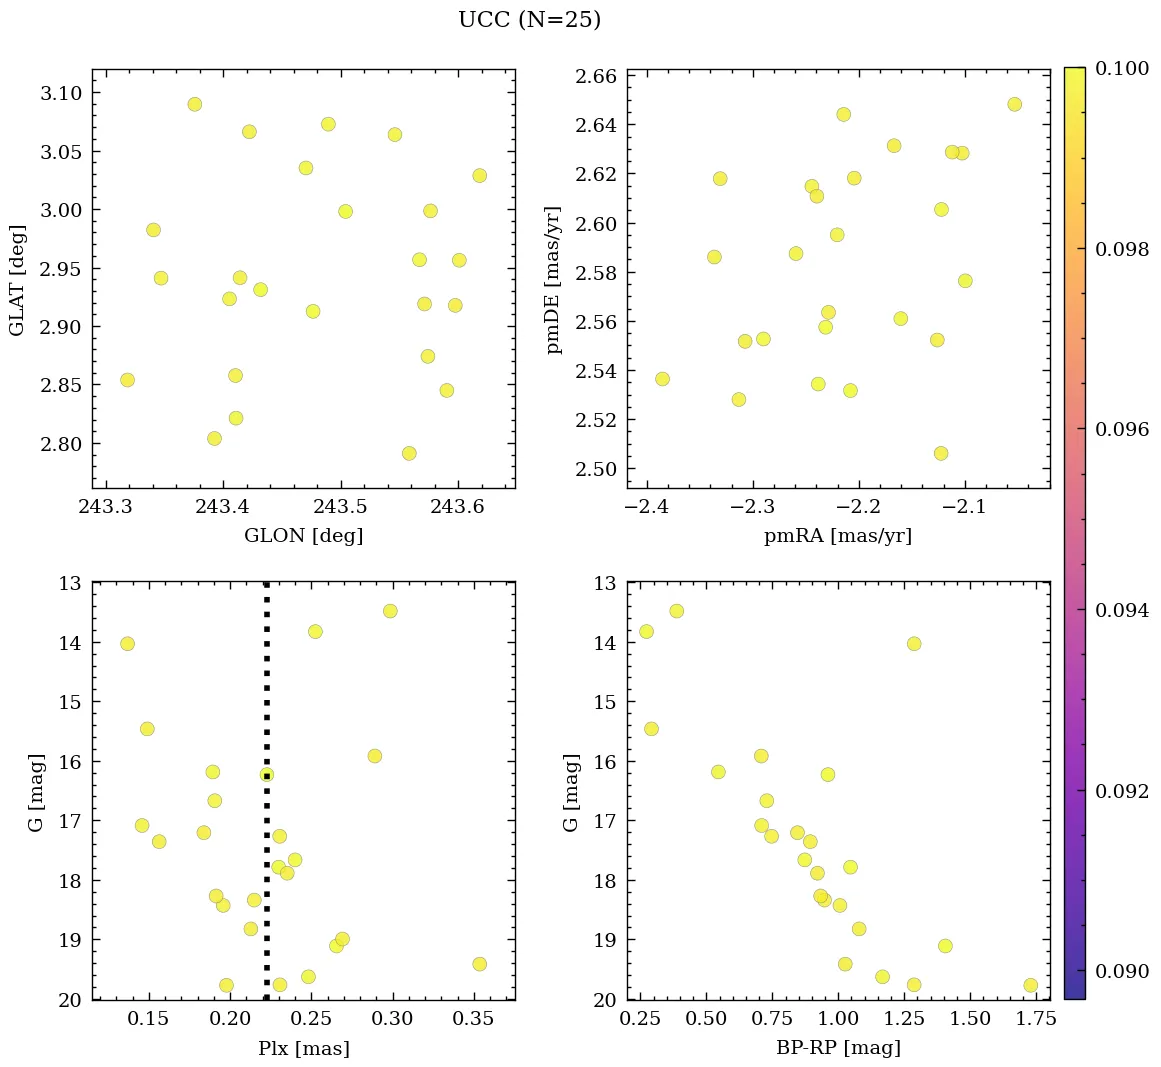 UCC (N=25)
3.10
3.05
3.00
2.95
2.90
2.85
2.80
GLAT [deg]
243.3 243.4 243.5 243.6
GLON [deg]
2.66
2.64
2.62
2.60
2.58
2.56
2.54
2.52
2.50
pmDE [mas/yr]
−2.4 −2.3 −2.2 −2.1
pmRA [mas/yr]
0.100
0.098
0.096
0.094
0.092
0.090
13
14
15
16
17
18
19
20
G [mag]
0.15 0.20 0.25 0.30 0.35
Plx [mas]
13
14
15
16
17
18
19
20
G [mag]
0.25 0.50 0.75 1.00 1.25 1.50 1.75
BP-RP [mag]